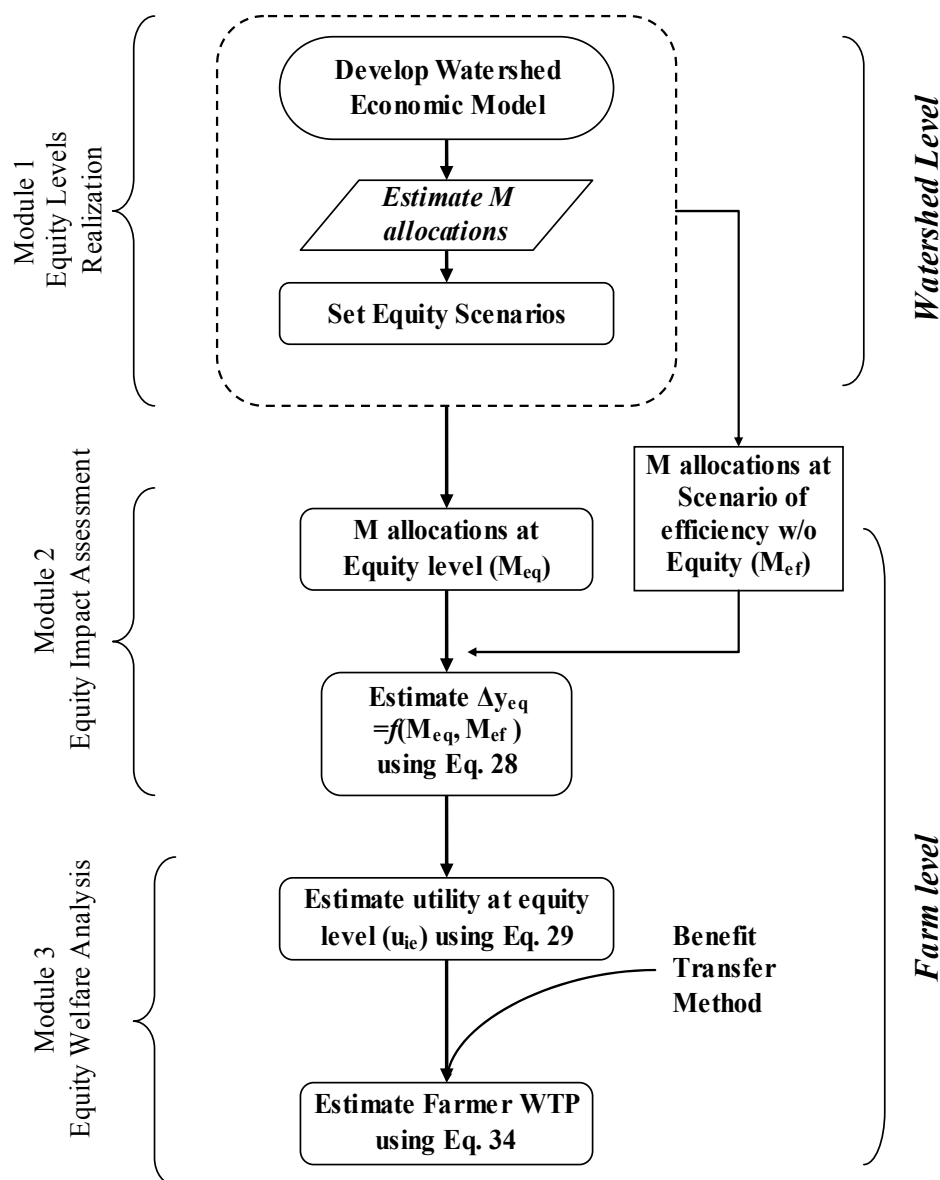 Module 1
Equity Levels
Realization
Develop Watershed
Economic Model
Estimate M
allocations
Set Equity Scenarios
Watershed Level
Module 2
Equity Impact Assessment
M allocations at
Equity level (Meq)
M allocations at
Scenario of
efficiency w/o
Equity (Mef)
Estimate Δyeq
=f(Meq, Mef )
using Eq. 28
Module 3
Equity Welfare Analysis
Estimate utility at equity
level (uie) using Eq. 29
Benefit
Transfer
Method
Estimate Farmer WTP
using Eq. 34
Farm level